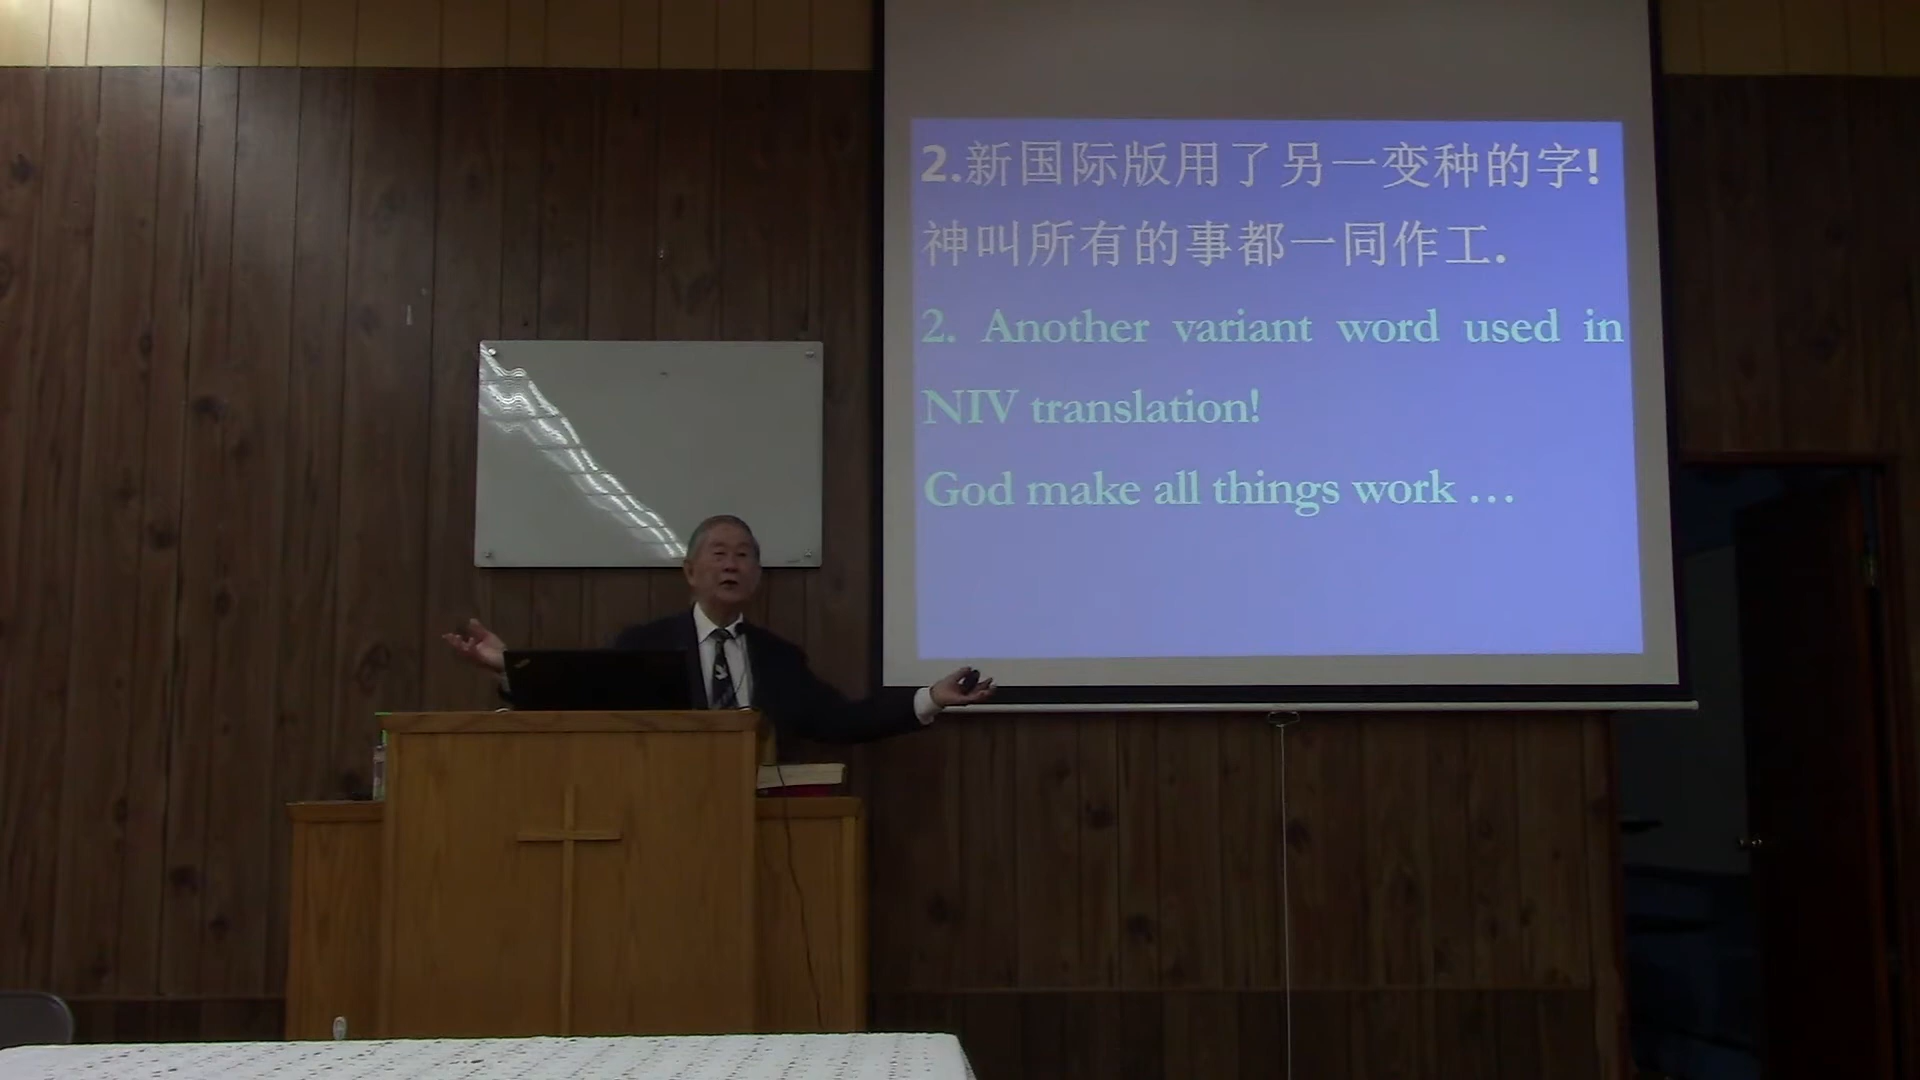 2.新国际版用了另一变种的字!
神叫所有的事都一同作工.
2. Another variant word used in
NIV translation!
God make all things work …